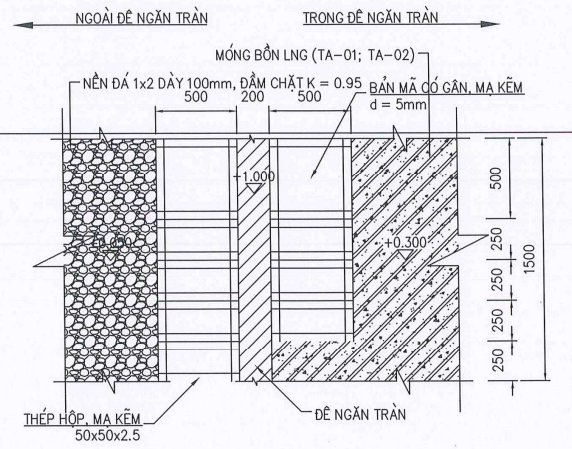 NGOÀI ĐÊ NGĂN TRÀN
TRONG ĐÊ NGĂN TRÀN
MÓNG BỒN LNG (TA-01; TA-02)
NỀN ĐÁ 1x2 DÀY 100mm, ĐẦM CHẶT K = 0.95
BẢN MÃ CÓ GÂN, MẠ KẼM
d = 5mm
500
200
500
+1.000
+0.050
+0.300
500
250
250
250
250
1500
THÉP HỘP, MẠ KẼM
50x50x2.5
ĐÊ NGĂN TRÀN